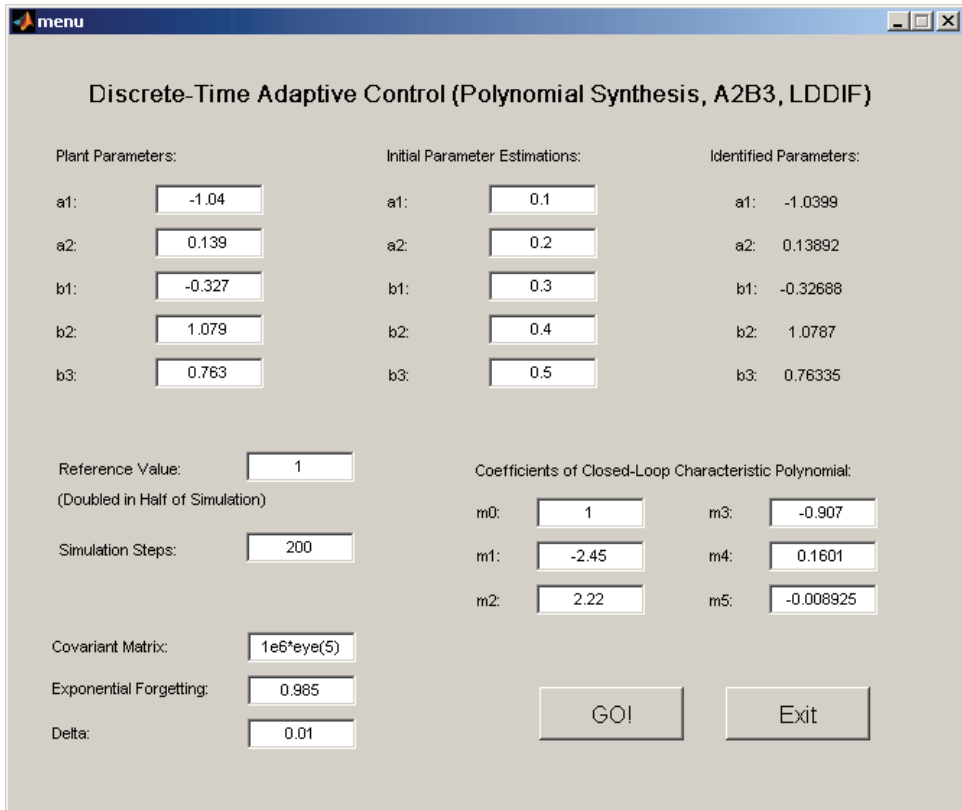 menu
Discrete-Time Adaptive Control (Polynomial Synthesis, A2B3, LDDIF)
Plant Parameters: Initial Parameter Estimations: Identified Parameters:
a1: -1.04 a1: 0.1 a1: -1.0399
a2: 0.139 a2: 0.2 a2: 0.13892
b1: -0.327 b1: 0.3 b1: -0.32688
b2: 1.079 b2: 0.4 b2: 1.0787
b3: 0.763 b3: 0.5 b3: 0.76335
Reference Value: 1
(Doubled in Half of Simulation)
Simulation Steps: 200
Coefficients of Closed-Loop Characteristic Polynomial:
m0: 1 m3: -0.907
m1: -2.45 m4: 0.1601
m2: 2.22 m5: -0.008925
Covariant Matrix: 1e6*eye(5)
Exponential Forgetting: 0.985
Delta: 0.01
GO! Exit